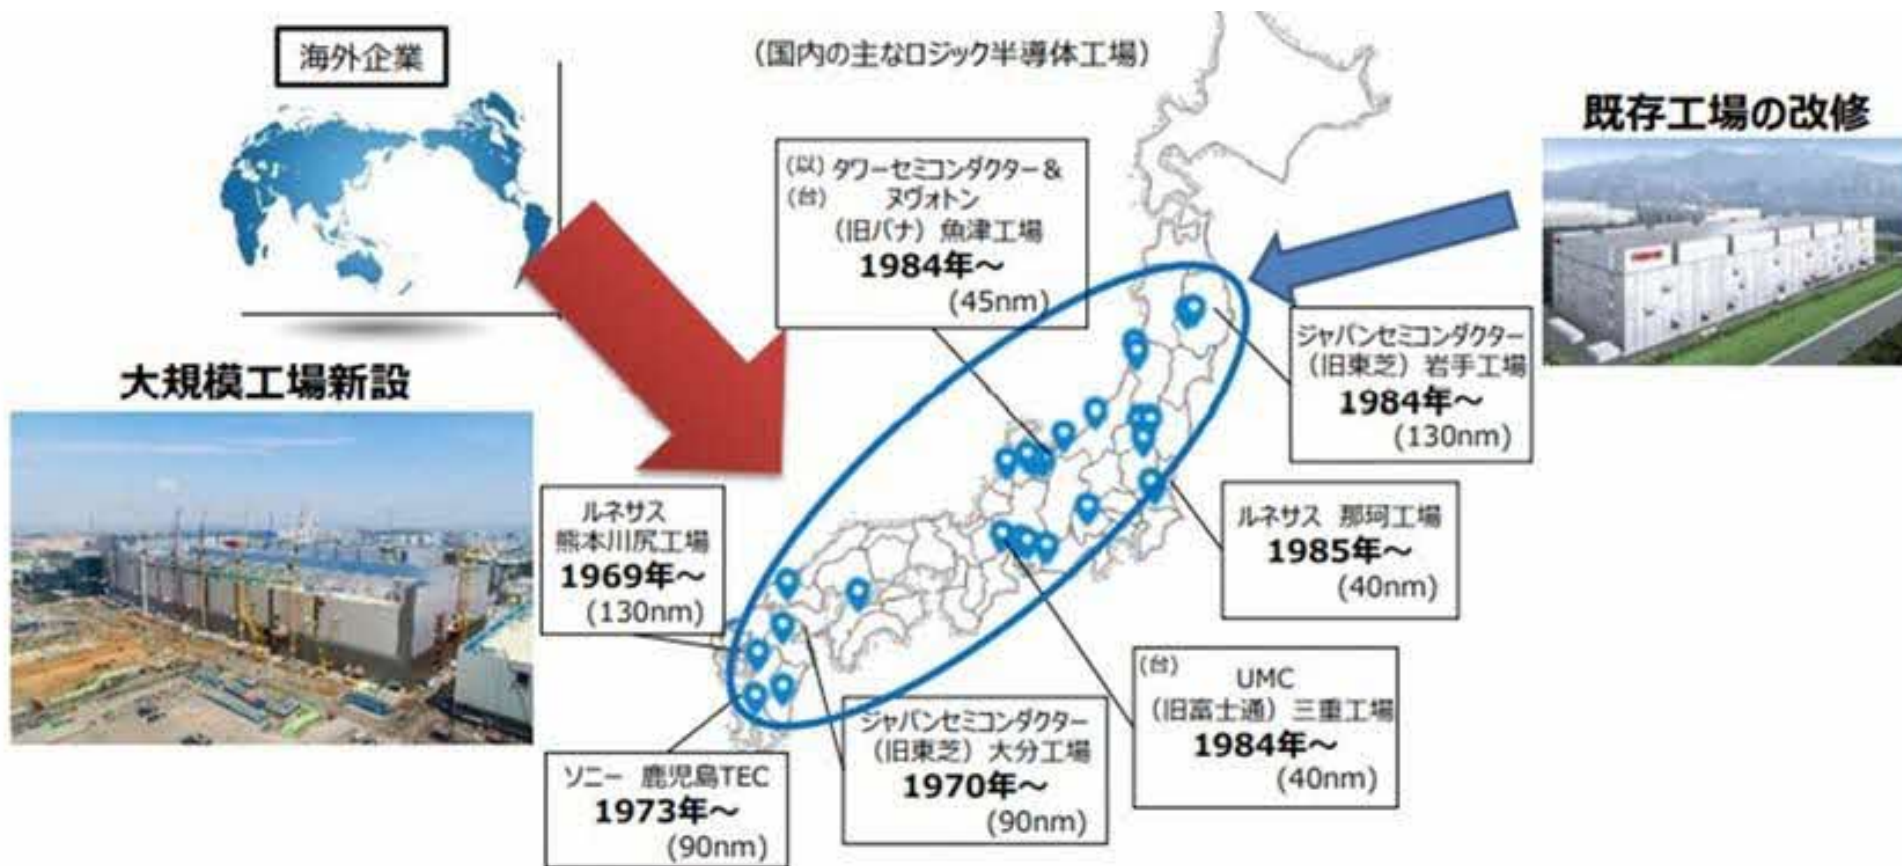 海外企業
(国内の主なロジック半導体工場)
既存工場の改修
(以) タワーセミコンダクター&
(台) ヌヴォトン
(旧パナ) 魚津工場
1984年～
(45nm)
ジャパンセミコンダクター
(旧東芝) 岩手工場
1984年～
(130nm)
大規模工場新設
ルネサス
熊本川尻工場
1969年～
(130nm)
ルネサス 那珂工場
1985年～
(40nm)
(台) UMC
(旧富士通) 三重工場
1984年～
(40nm)
ジャパンセミコンダクター
(旧東芝) 大分工場
1970年～
(90nm)
ソニー 鹿児島TEC
1973年～
(90nm)